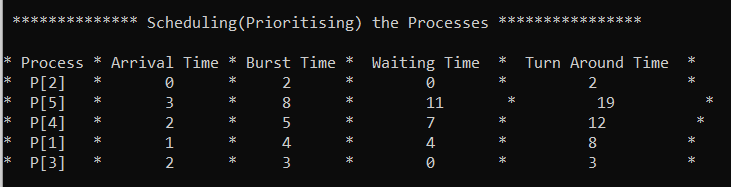 ************** Scheduling(Prioritising) the Processes ****************
* Process * Arrival Time * Burst Time *  Waiting Time  *  Turn Around Time  *
*  P[2]   *       0      *     2      *        0       *         2          *
*  P[5]   *       3      *     8      *        11       *         19          *
*  P[4]   *       2      *     5      *        7       *         12          *
*  P[1]   *       1      *     4      *        4       *         8          *
*  P[3]   *       2      *     3      *        0       *         3          *